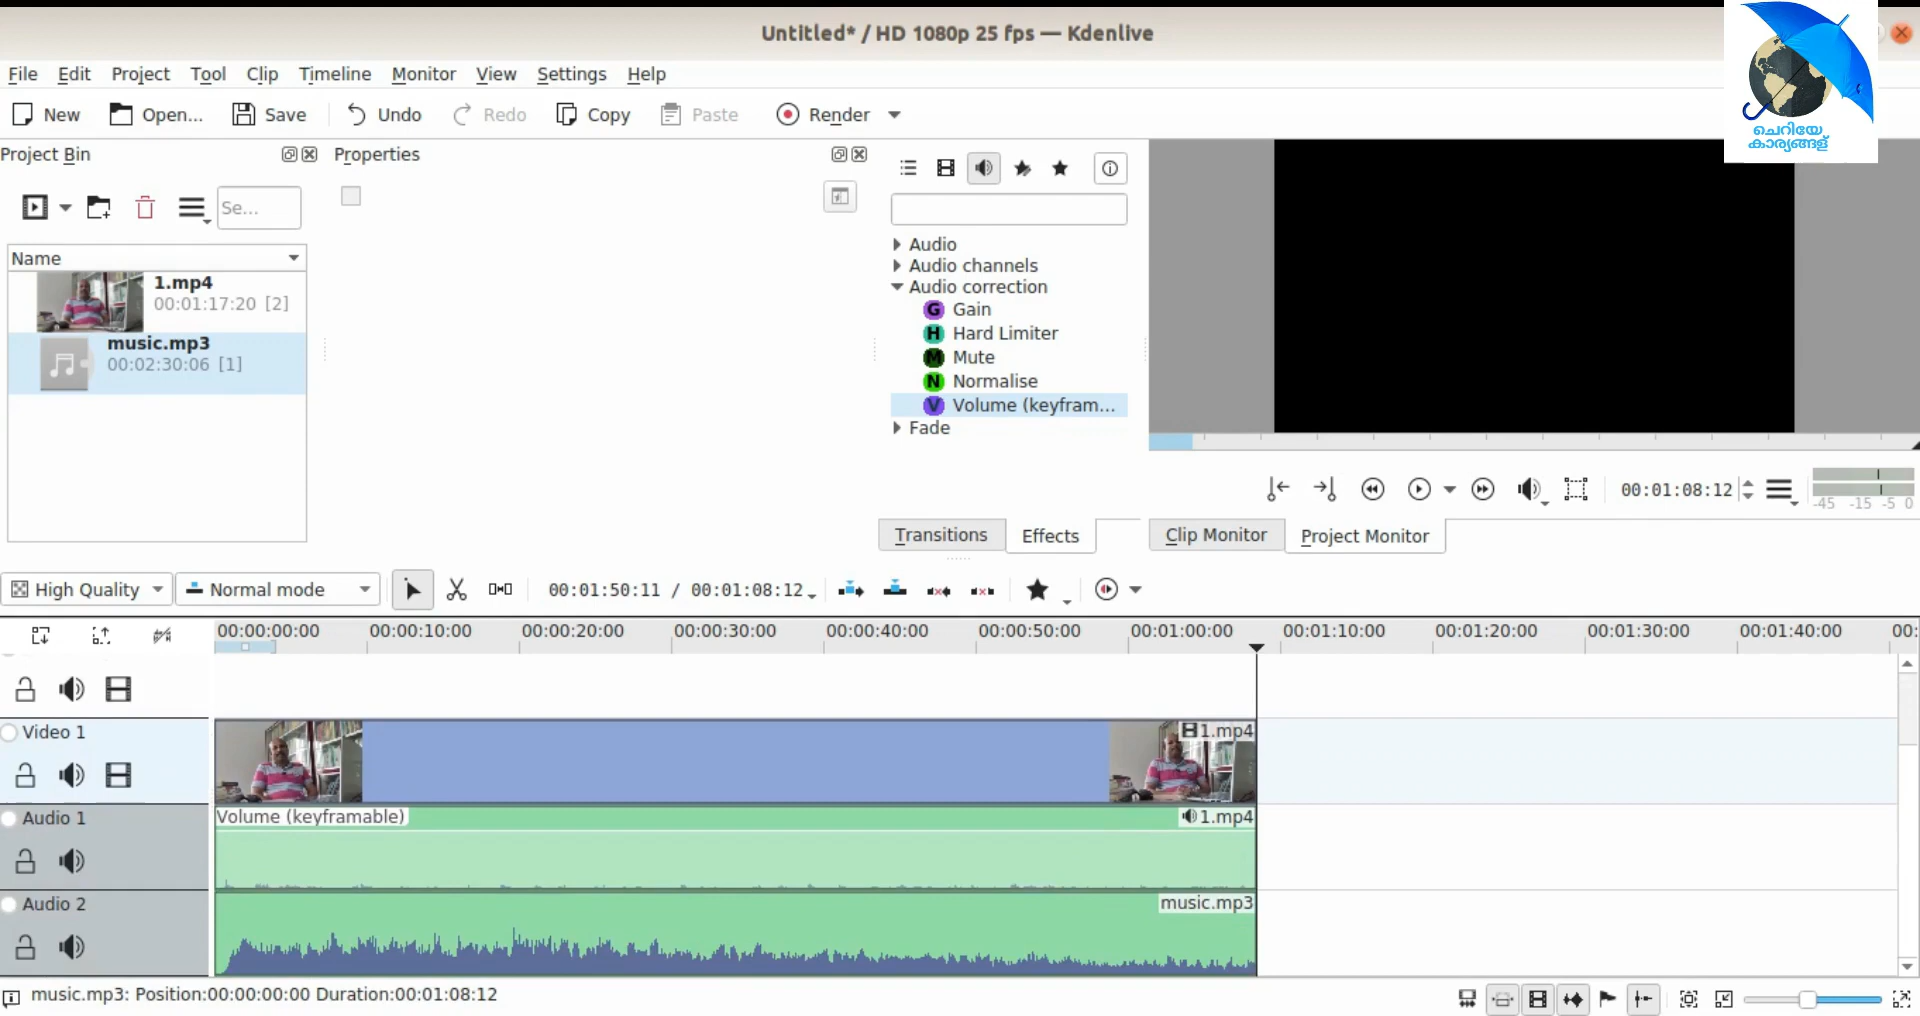 Untitled* / HD 1080p 25 fps — Kdenlive
ചെറിയേ
കാര്യങ്ങള്
File Edit Project Tool Clip Timeline Monitor View Settings Help
New Open... Save Undo Redo Copy Paste Render
Project Bin
Properties
Se...
Name
1.mp4
00:01:17:20 [2]
music.mp3
00:02:30:06 [1]
Audio
Audio channels
Audio correction
G Gain
H Hard Limiter
M Mute
N Normalise
V Volume (keyfram...
Fade
00:01:08:12
-45 -15 -5 0
Transitions Effects
Clip Monitor Project Monitor
High Quality Normal mode 00:01:50:11 / 00:01:08:12
00:00:00:00 00:00:10:00 00:00:20:00 00:00:30:00 00:00:40:00 00:00:50:00 00:01:00:00 00:01:10:00 00:01:20:00 00:01:30:00 00:01:40:00 00:
Video 1
1.mp4
Audio 1
Volume (keyframable)
1.mp4
Audio 2
music.mp3
music.mp3: Position:00:00:00:00 Duration:00:01:08:12